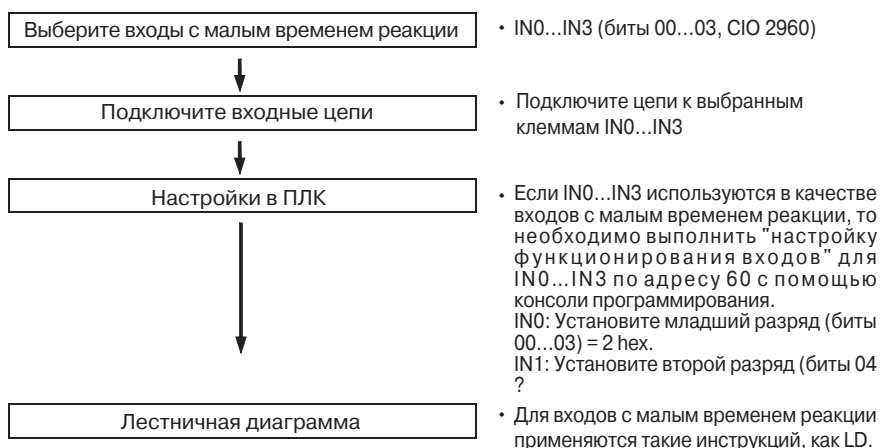 Выберите входы с малым временем реакции
• IN0...IN3 (биты 00...03, CIO 2960)
Подключите входные цепи
• Подключите цепи к выбранным
клеммам IN0...IN3
Настройки в ПЛК
• Если IN0...IN3 используются в качестве
входов с малым временем реакции, то
необходимо выполнить "настройку
функционирования входов" для
IN0...IN3 по адресу 60 с помощью
консоли программирования.
IN0: Установите младший разряд (биты
00...03) = 2 hex.
IN1: Установите второй разряд (биты 04
?
Лестничная диаграмма
• Для входов с малым временем реакции
применяются такие инструкций, как LD.